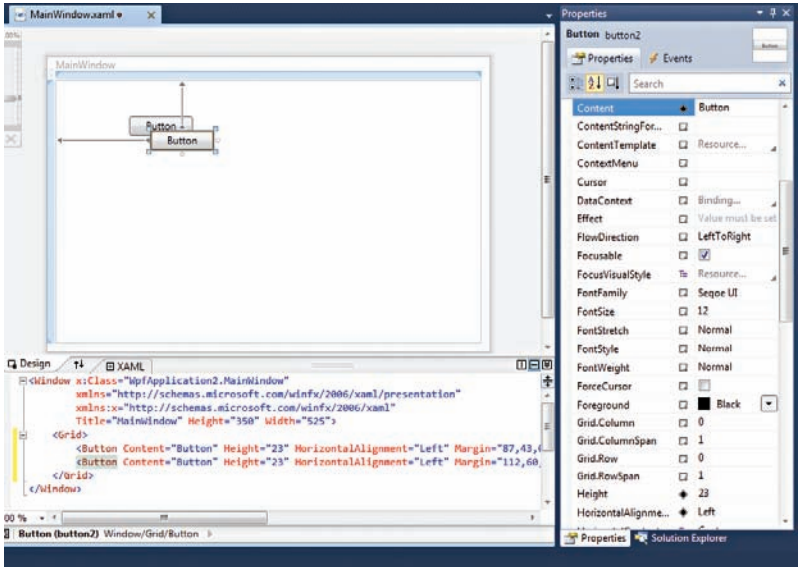 MainWindow.xaml
MainWindow
Button
Button
Design
XAML
<Window x:Class="WpfApplication2.MainWindow"
xmlns="http://schemas.microsoft.com/winfx/2006/xaml/presentation"
xmlns:x="http://schemas.microsoft.com/winfx/2006/xaml"
Title="MainWindow" Height="350" Width="525">
<Grid>
<Button Content="Button" Height="23" HorizontalAlignment="Left" Margin="87,43,
<Button Content="Button" Height="23" HorizontalAlignment="Left" Margin="112,60,
</Grid>
</Window>
00 %
Button (button2) Window/Grid/Button
Properties
Button button2
Button
Properties Events
Search
Content Button
ContentStringFor...
ContentTemplate Resource...
ContextMenu
Cursor
DataContext Binding...
Effect Value must be set
FlowDirection LeftToRight
Focusable
FocusVisualStyle Resource...
FontFamily Segoe UI
FontSize 12
FontStretch Normal
FontStyle Normal
FontWeight Normal
ForceCursor
Foreground Black
Grid.Column 0
Grid.ColumnSpan 1
Grid.Row 0
Grid.RowSpan 1
Height 23
HorizontalAlignme... Left
Properties Solution Explorer